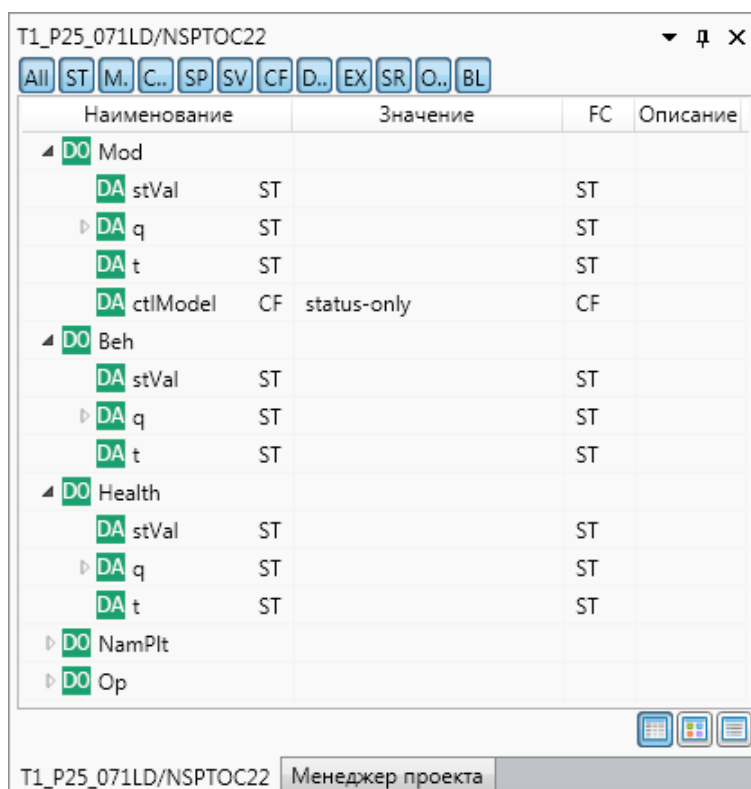 T1_P25_071LD/NSPTOC22
All ST M. C.. SP SV CF D.. EX SR O.. BL
Наименование Значение FC Описание
DO Mod
DA stVal ST ST
DA q ST ST
DA t ST ST
DA ctlModel CF status-only CF
DO Beh
DA stVal ST ST
DA q ST ST
DA t ST ST
DO Health
DA stVal ST ST
DA q ST ST
DA t ST ST
DO NamPlt
DO Op
T1_P25_071LD/NSPTOC22 Менеджер проекта